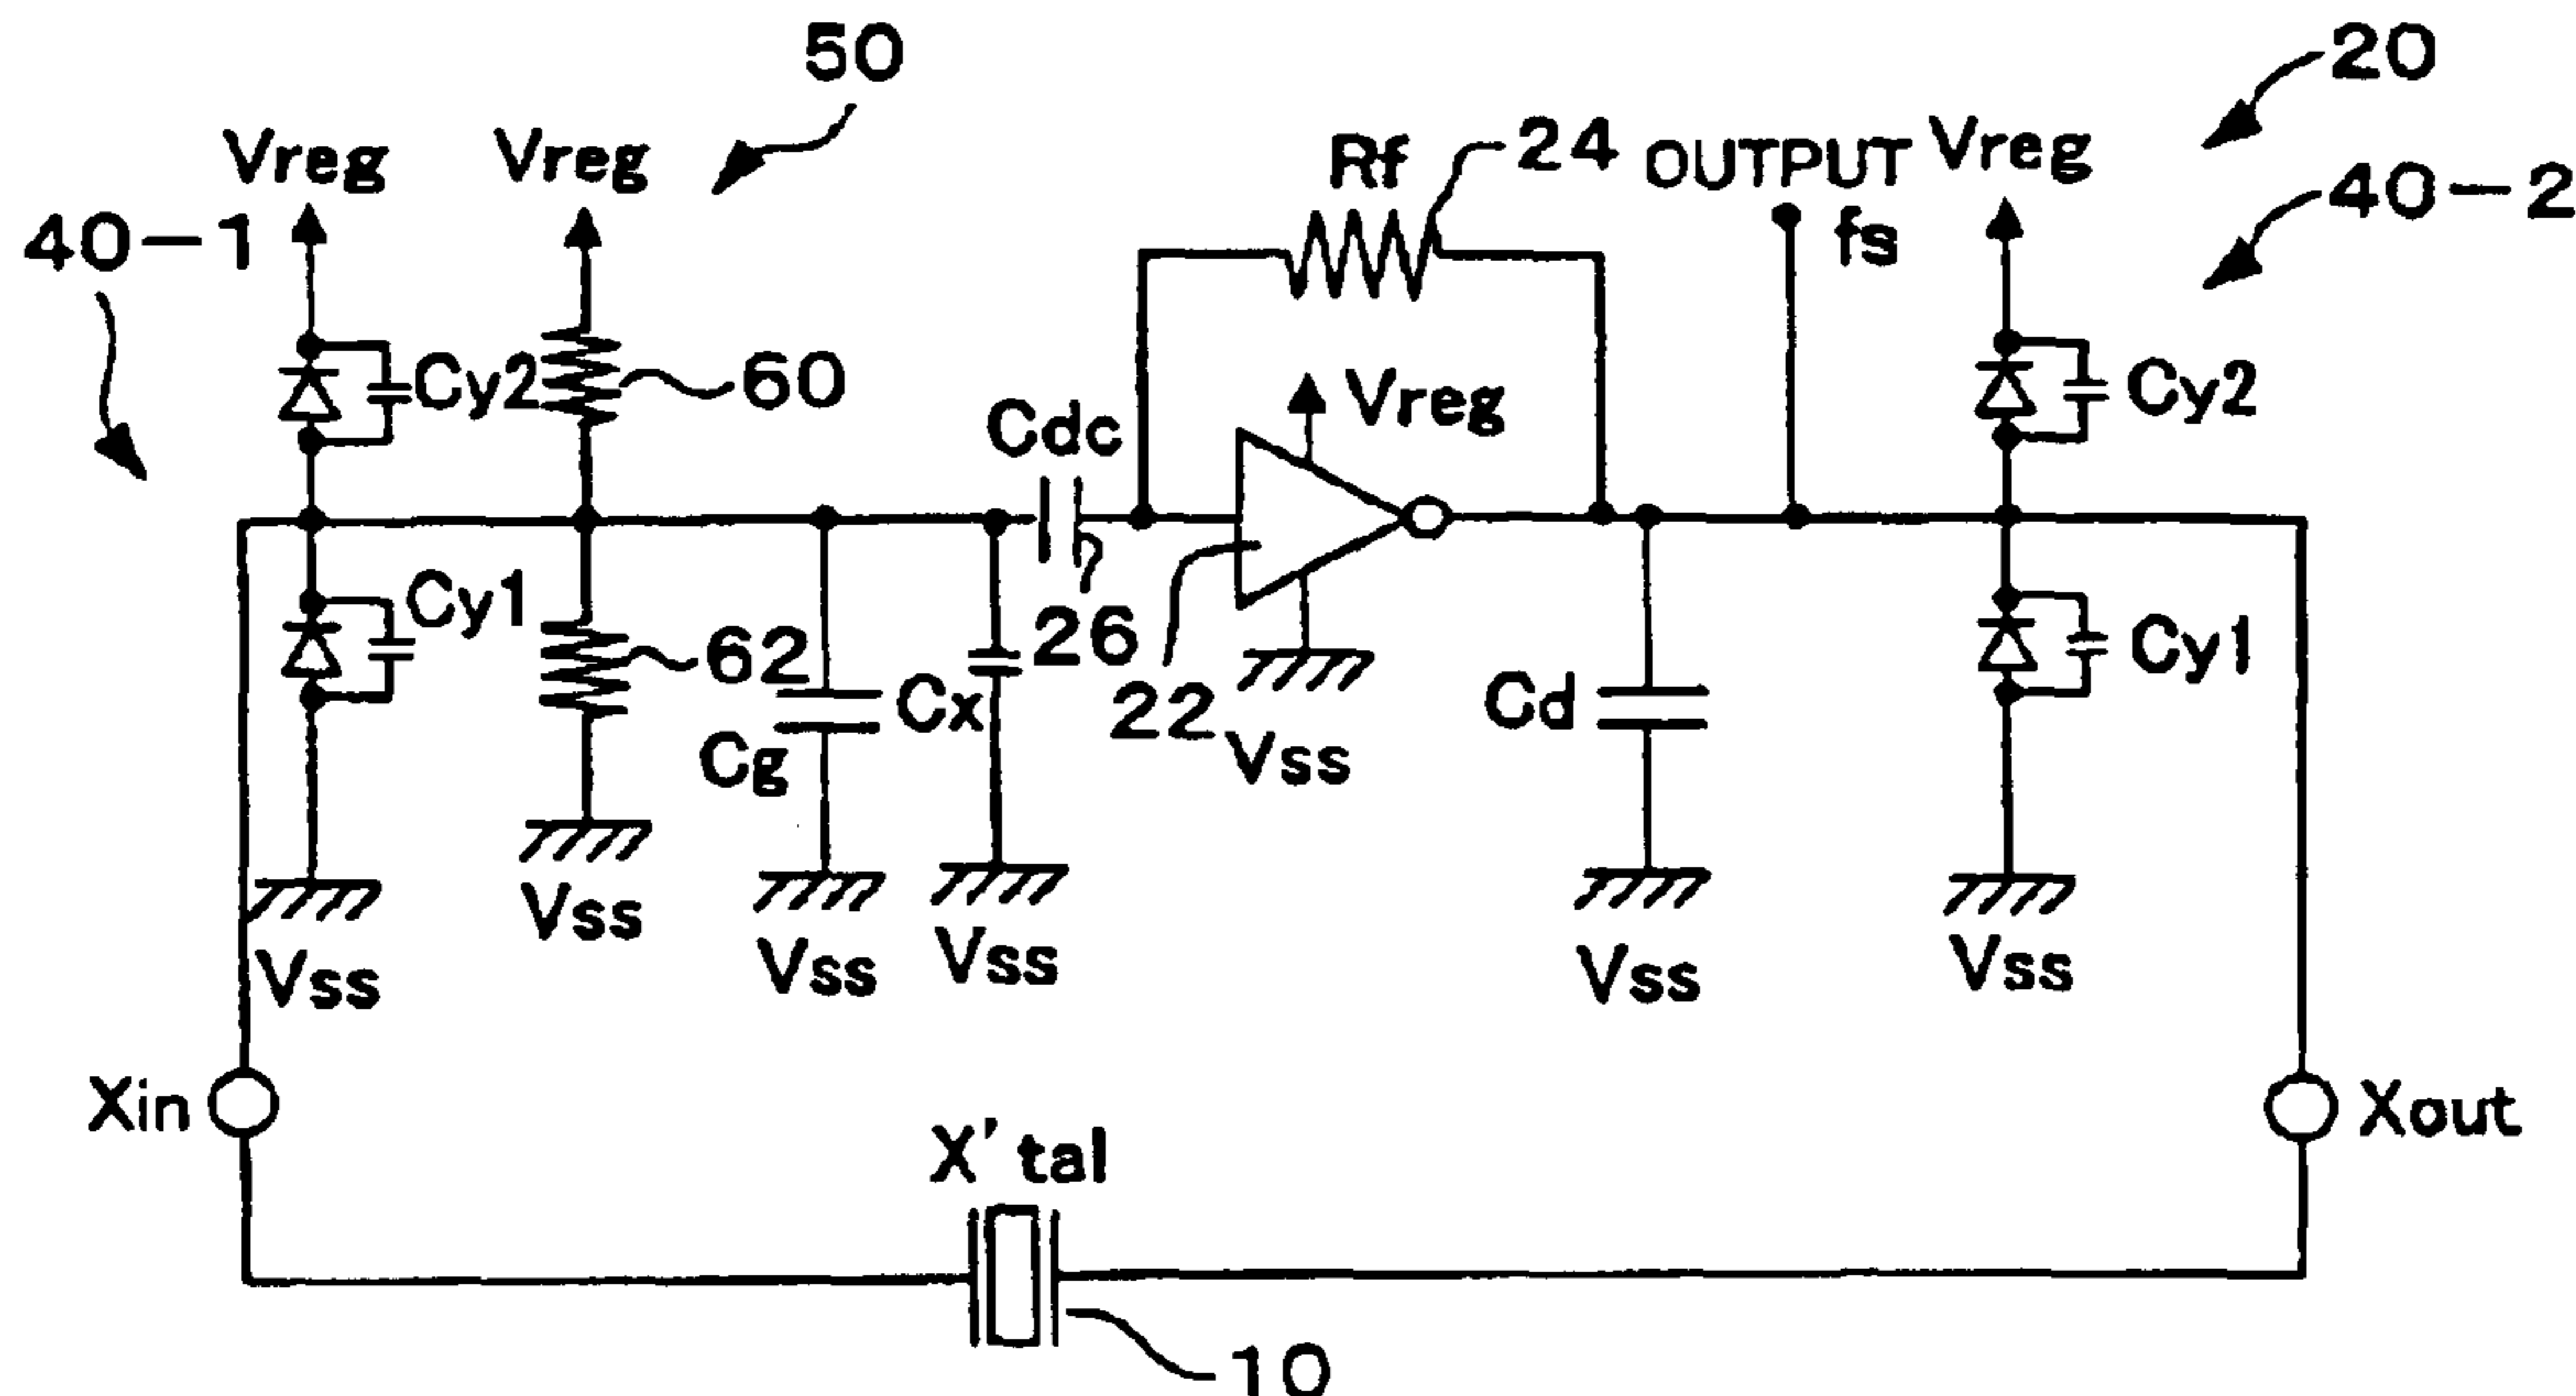 50
20
Vreg
Vreg
Rf
24
OUTPUT
fs
Vreg
40-2
40-1
Cy2
60
Cdc
Vreg
Cy2
Cy1
62
Cg
Cx
26
22
Vss
Cd
Cy1
Vss
Vss
Vss
Vss
Vss
Vss
Xin
X'tal
Xout
10